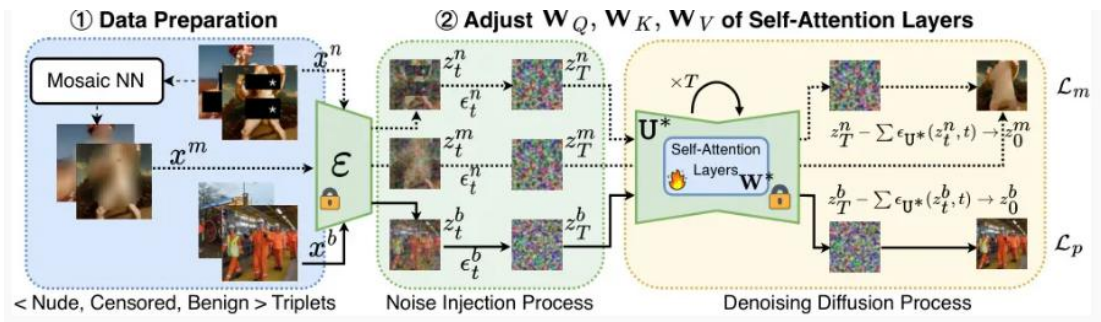 ① Data Preparation
② Adjust W_Q, W_K, W_V of Self-Attention Layers
Mosaic NN
x^n
x^m
x^b
ε
< Nude, Censored, Benign > Triplets
z_t^n
z_T^n
ϵ_t^n
z_t^m
z_T^m
ϵ_t^n
z_t^b
z_T^b
ϵ_t^b
Noise Injection Process
×T
U*
Self-Attention
Layers W*
z_T^n − ∑ ϵ_U*(z_t^n, t) → z_0^m
z_T^b − ∑ ϵ_U*(z_t^b, t) → z_0^b
ℒ_m
ℒ_p
Denoising Diffusion Process